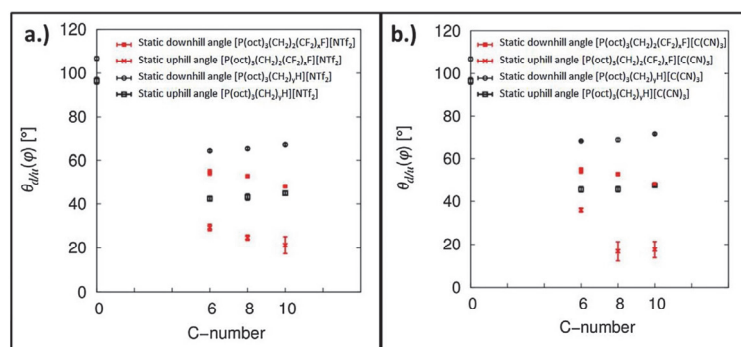 a.)
Static downhill angle [P(oct)₃(CH₂)₂(CF₂)ₓF][NTf₂]
Static uphill angle [P(oct)₃(CH₂)₂(CF₂)ₓF][NTf₂]
Static downhill angle [P(oct)₃(CH₂)ᵧH][NTf₂]
Static uphill angle [P(oct)₃(CH₂)ᵧH][NTf₂]
θd/u(φ) [°]
120
100
80
60
40
20
0
0
6
8
10
C-number
b.)
Static downhill angle [P(oct)₃(CH₂)₂(CF₂)ₓF][C(CN)₃]
Static uphill angle [P(oct)₃(CH₂)₂(CF₂)ₓF][C(CN)₃]
Static downhill angle [P(oct)₃(CH₂)ᵧH][C(CN)₃]
Static uphill angle [P(oct)₃(CH₂)ᵧH][C(CN)₃]
θd/u(φ) [°]
120
100
80
60
40
20
0
0
6
8
10
C-number